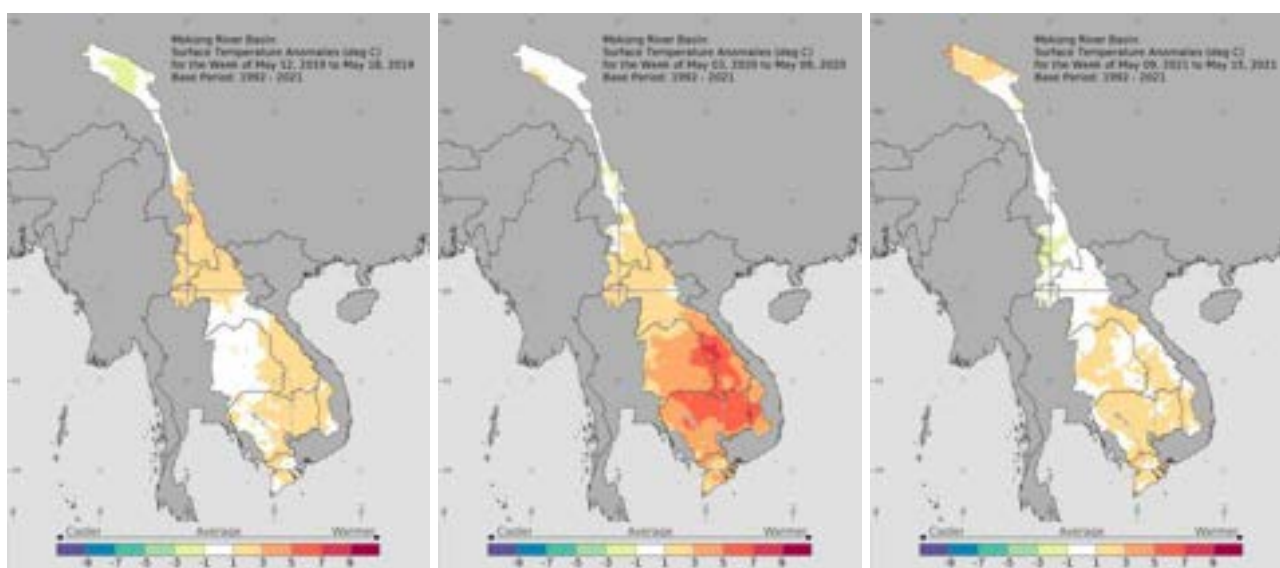 Mekong River Basin
Surface Temperature Anomalies (deg C)
for the Week of May 12, 2019 to May 18, 2019
Base Period: 1992 - 2021
Cooler Average Warmer
-9 -7 -5 -3 -1 1 3 5 7 9
Mekong River Basin
Surface Temperature Anomalies (deg C)
for the Week of May 03, 2020 to May 09, 2020
Base Period: 1992 - 2021
Cooler Average Warmer
-9 -7 -5 -3 -1 1 3 5 7 9
Mekong River Basin
Surface Temperature Anomalies (deg C)
for the Week of May 09, 2021 to May 15, 2021
Base Period: 1992 - 2021
Cooler Average Warmer
-9 -7 -5 -3 -1 1 3 5 7 9